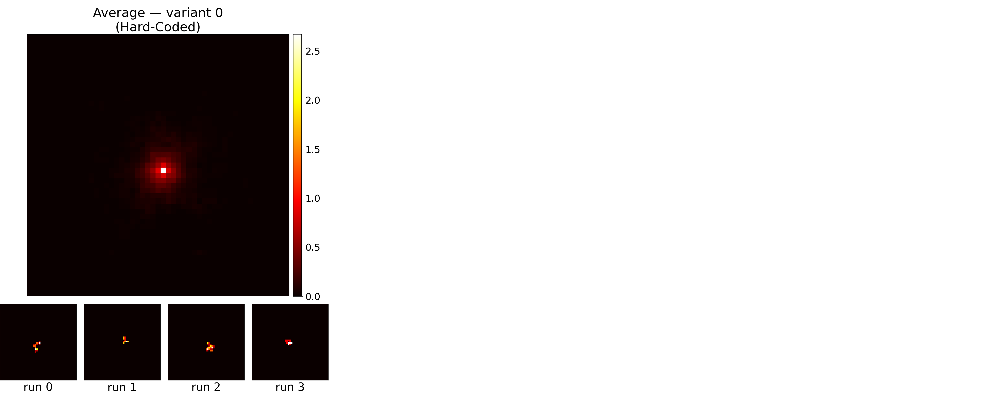 Average — variant 0
(Hard-Coded)
2.5
2.0
1.5
1.0
0.5
0.0
run 0
run 1
run 2
run 3